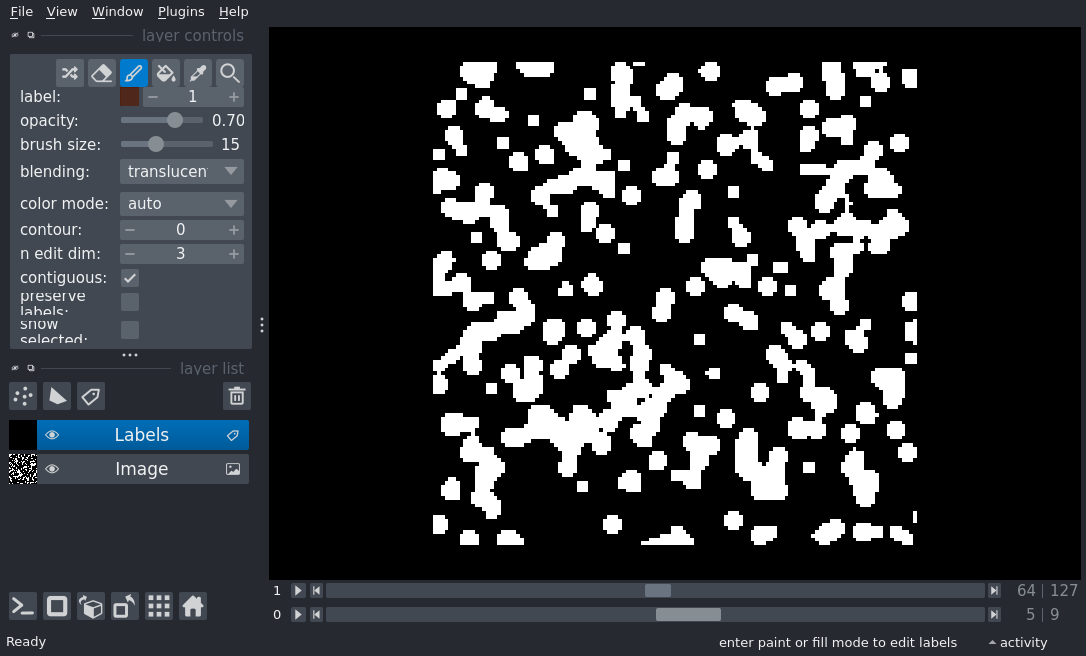 File View Window Plugins Help
layer controls
label: 1
opacity: 0.70
brush size: 15
blending: translucen
color mode: auto
contour: 0
n edit dim: 3
contiguous:
preserve
labels:
show
selected:
layer list
Labels
Image
1 64 127
0 5 9
Ready enter paint or fill mode to edit labels activity